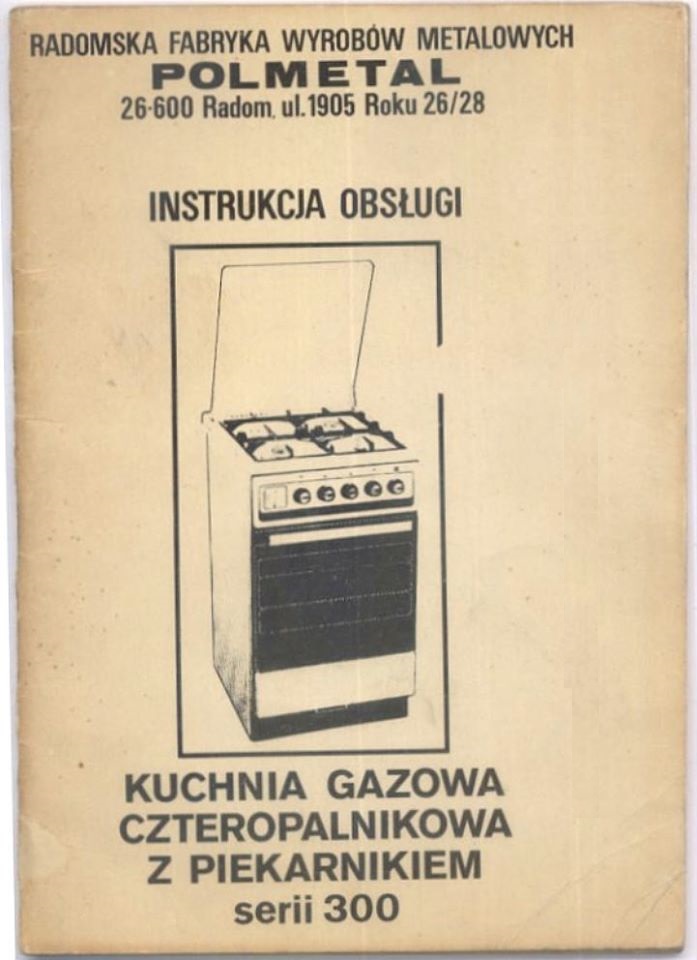 RADOMSKA FABRYKA WYROBÓW METALOWYCH
POLMETAL
26-600 Radom, ul. 1905 Roku 26/28
INSTRUKCJA OBSŁUGI
KUCHNIA GAZOWA
CZTEROPALNIKOWA
Z PIEKARNIKIEM
serii 300